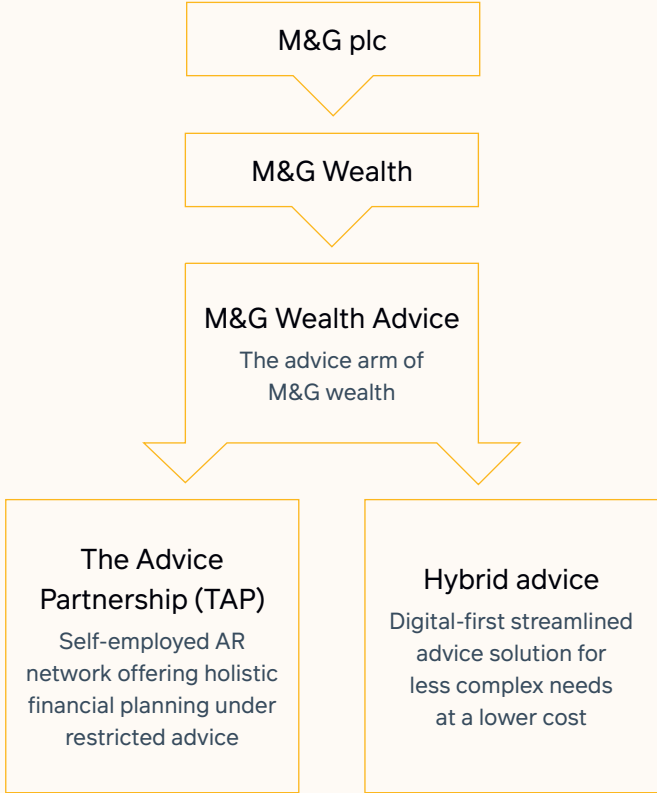 M&G plc
M&G Wealth
M&G Wealth Advice
The advice arm of
M&G wealth
The Advice
Partnership (TAP)
Self-employed AR
network offering holistic
financial planning under
restricted advice
Hybrid advice
Digital-first streamlined
advice solution for
less complex needs
at a lower cost